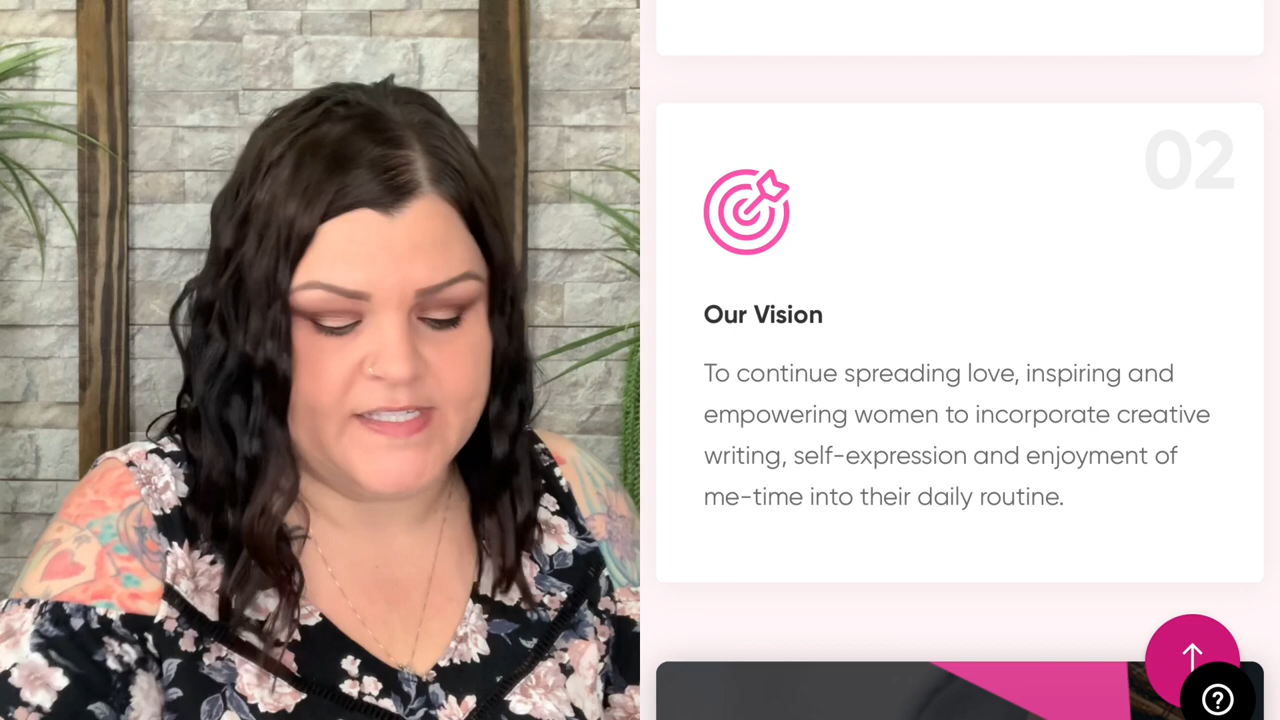 02
Our Vision
To continue spreading love, inspiring and
empowering women to incorporate creative
writing, self-expression and enjoyment of
me-time into their daily routine.
?